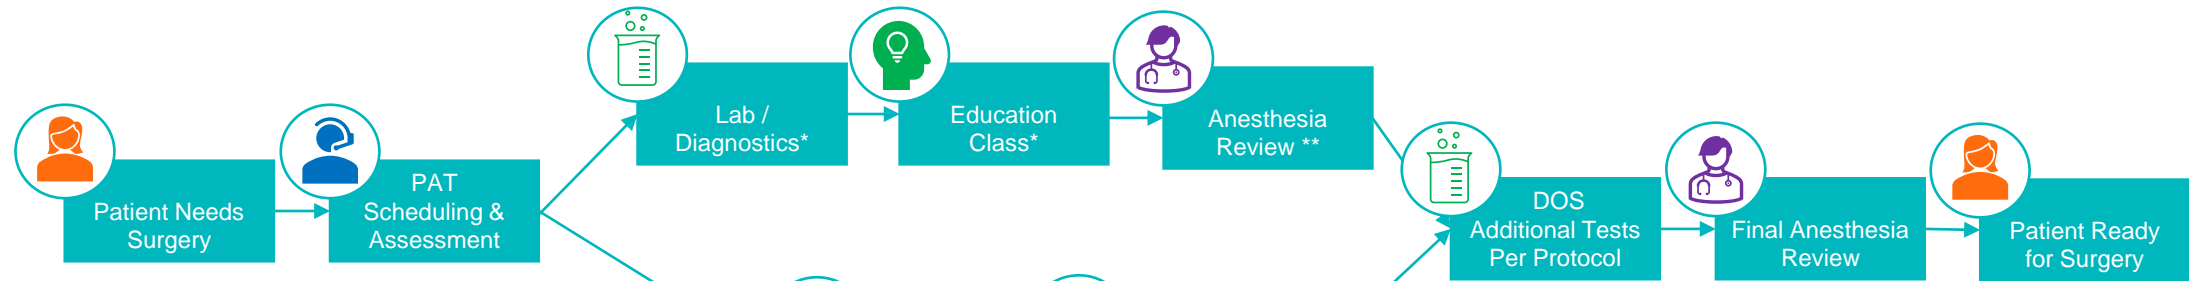 Patient Needs
Surgery
PAT
Scheduling &
Assessment
Lab /
Diagnostics*
Education
Class*
Anesthesia
Review **
DOS
Additional Tests
Per Protocol
Final Anesthesia
Review
Patient Ready
for Surgery